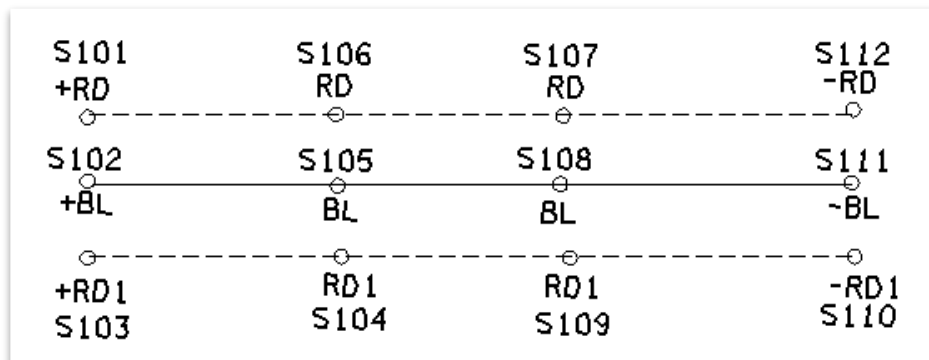 S101 S106 S107 S112
+RD RD RD -RD
S102 S105 S108 S111
+BL BL BL -BL
+RD1 RD1 RD1 -RD1
S103 S104 S109 S110